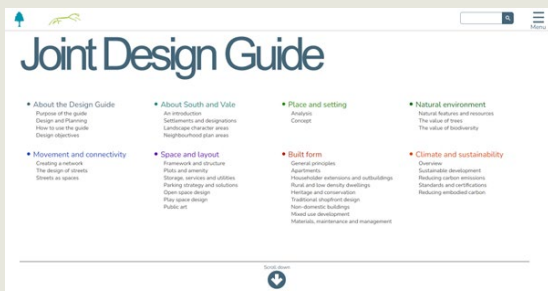 Menu
Joint Design Guide
About the Design Guide
Purpose of the guide
Design and Planning
How to use the guide
Design objectives
About South and Vale
An introduction
Settlements and designations
Landscape character areas
Neighbourhood plan areas
Place and setting
Analysis
Concept
Natural environment
Natural features and resources
The value of trees
The value of biodiversity
Movement and connectivity
Creating a network
The design of streets
Streets as spaces
Space and layout
Framework and structure
Plots and amenity
Storage, services and utilities
Parking strategy and solutions
Open space design
Play space design
Public art
Built form
General principles
Apartments
Householder extensions and outbuildings
Rural and low density dwellings
Heritage and conservation
Traditional shopfront design
Non-domestic buildings
Mixed use development
Materials, maintenance and management
Climate and sustainability
Overview
Sustainable development
Reducing carbon emissions
Standards and certifications
Reducing embodied carbon
Scroll down